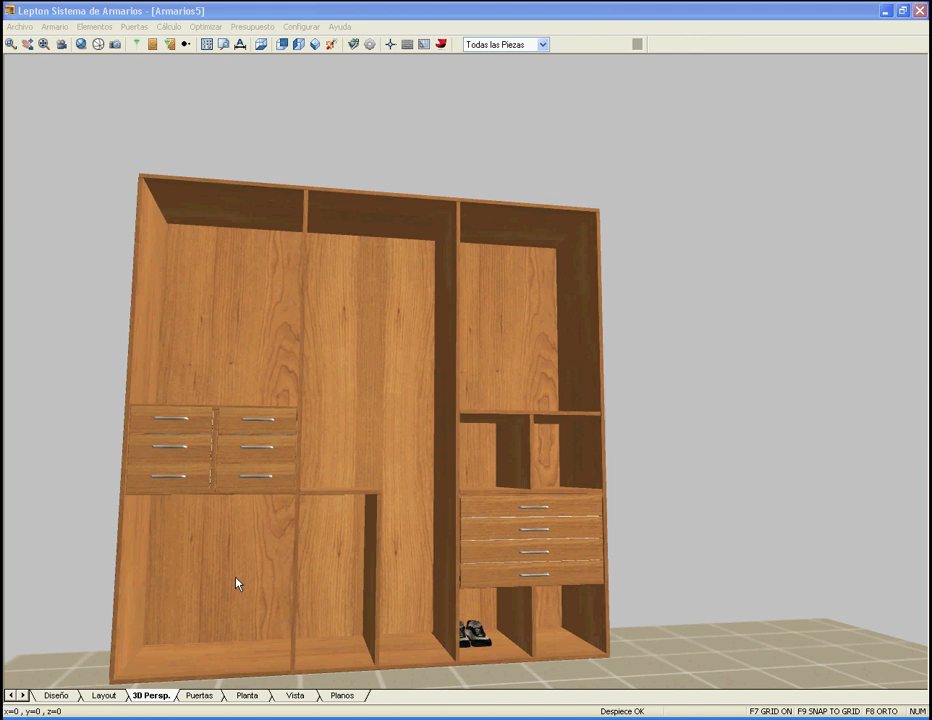 Lepton Sistema de Armarios - [Armarios5]
Archivo Armario Elementos Puertas Cálculo Optimizar Presupuesto Configurar Ayuda
Todas las Piezas
Diseño Layout 3D Persp. Puertas Planta Vista Planos
x=0 , y=0 , z=0 Despiece OK F7 GRID ON F9 SNAP TO GRID F8 ORTO NUM